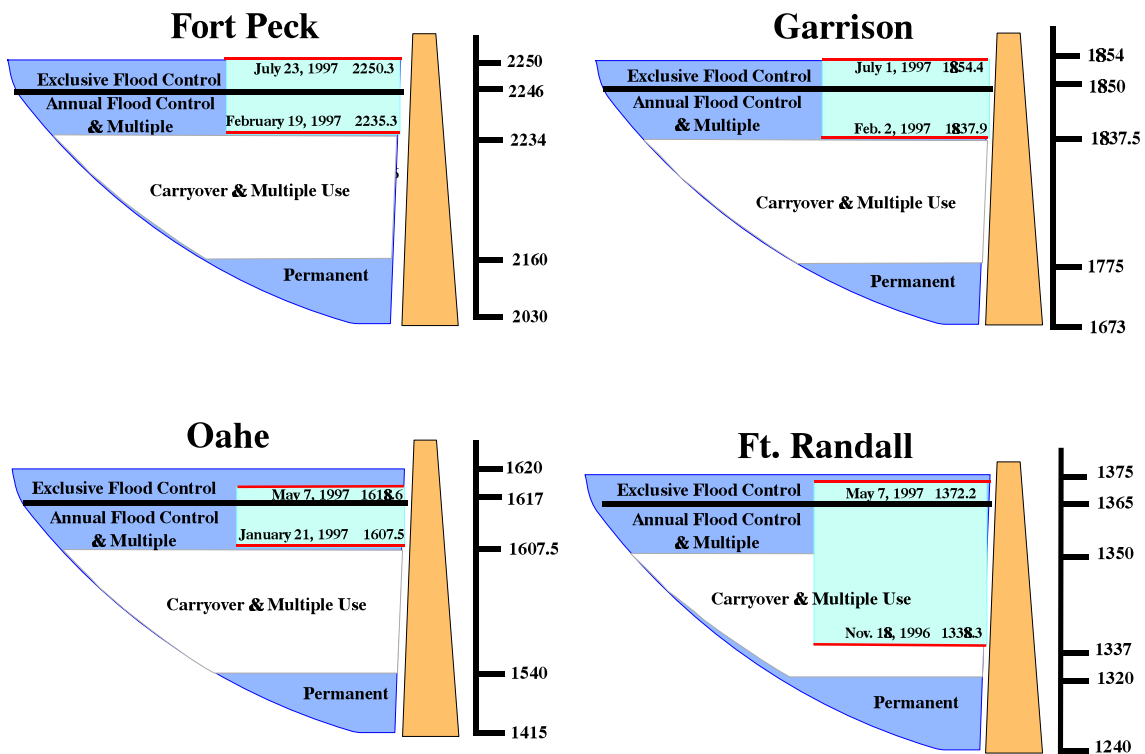 Fort Peck
Exclusive Flood Control
July 23, 1997 2250.3
Annual Flood Control
& Multiple
February 19, 1997 2235.3
Carryover & Multiple Use
Permanent
2250
2246
2234
2160
2030
Garrison
Exclusive Flood Control
July 1, 1997 1854.4
Annual Flood Control
& Multiple
Feb. 2, 1997 1837.9
Carryover & Multiple Use
Permanent
1854
1850
1837.5
1775
1673
Oahe
Exclusive Flood Control
May 7, 1997 1618.6
Annual Flood Control
& Multiple
January 21, 1997 1607.5
Carryover & Multiple Use
Permanent
1620
1617
1607.5
1540
1415
Ft. Randall
Exclusive Flood Control
May 7, 1997 1372.2
Annual Flood Control
& Multiple
Carryover & Multiple Use
Nov. 18, 1996 1338.3
Permanent
1375
1365
1350
1337
1320
1240